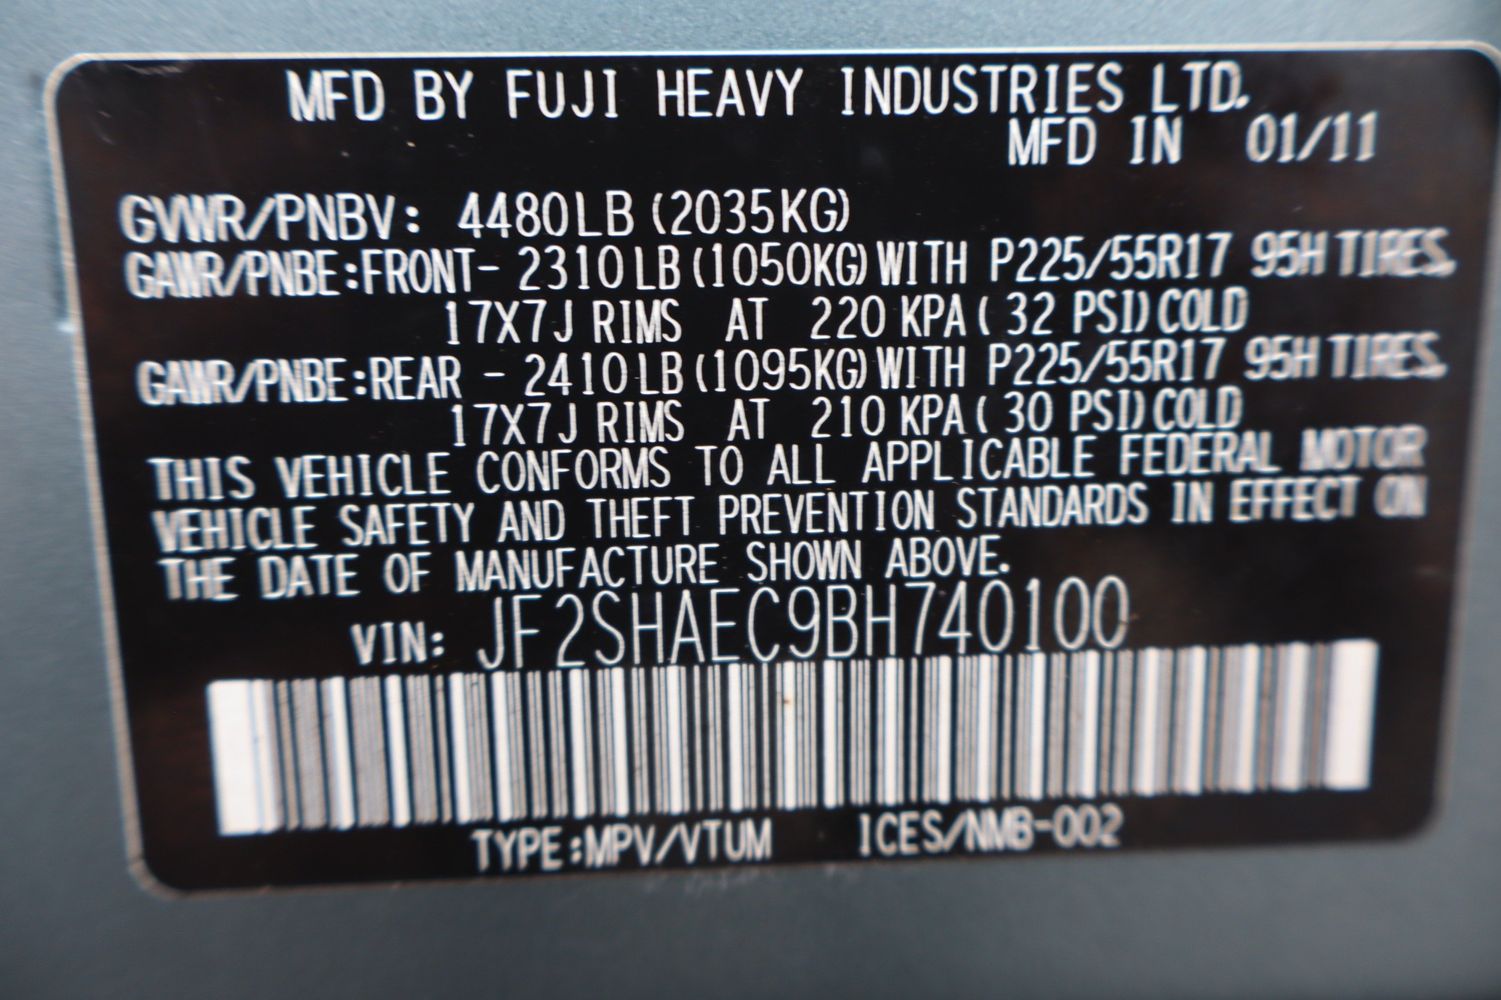 MFD BY FUJI HEAVY INDUSTRIES LTD.
MFD IN 01/11
GVWR/PNBV: 4480LB (2035KG)
GAWR/PNBE:FRONT- 2310LB(1050KG)WITH P225/55R17 95H TIRES,
17X7J RIMS AT 220 KPA( 32 PSI)COLD
GAWR/PNBE:REAR - 2410LB(1095KG)WITH P225/55R17 95H TIRES,
17X7J RIMS AT 210 KPA( 30 PSI)COLD
THIS VEHICLE CONFORMS TO ALL APPLICABLE FEDERAL MOTOR
VEHICLE SAFETY AND THEFT PREVENTION STANDARDS IN EFFECT ON
THE DATE OF MANUFACTURE SHOWN ABOVE.
VIN: JF2SHAEC9BH740100
TYPE:MPV/VTUM ICES/NMB-002